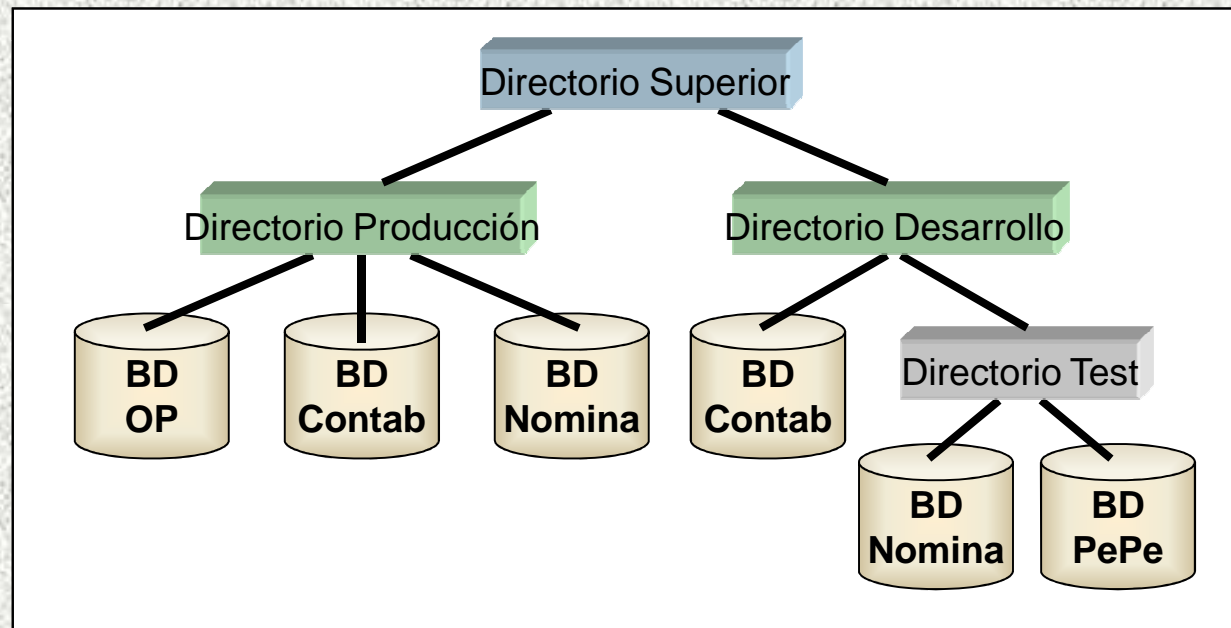 Directorio Superior
Directorio Producción
Directorio Desarrollo
BD
OP
BD
Contab
BD
Nomina
BD
Contab
Directorio Test
BD
Nomina
BD
PePe